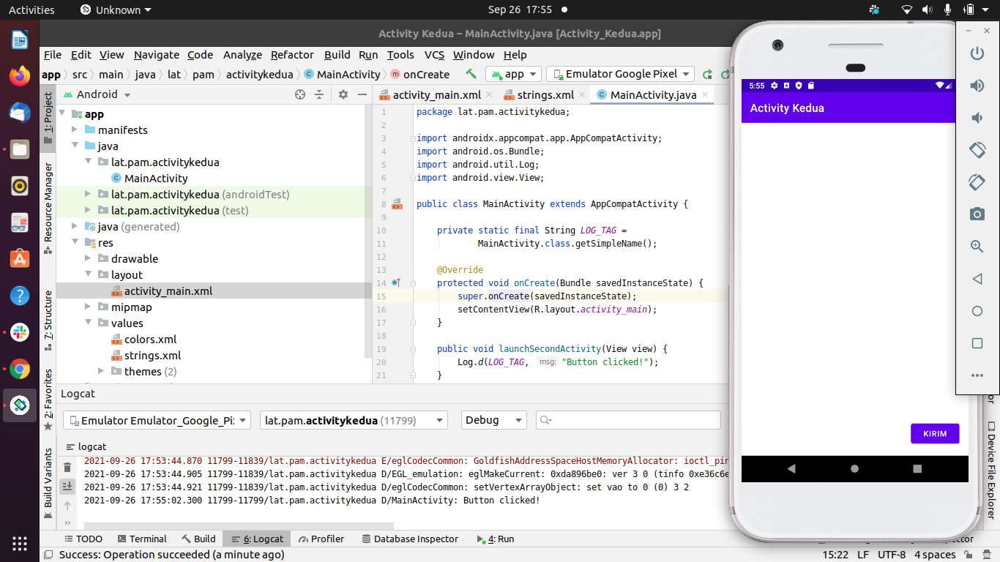 Activities
Unknown
Sep 26 17:55
Activity Kedua – MainActivity.java [Activity_Kedua.app]
File Edit View Navigate Code Analyze Refactor Build Run Tools VCS Window Help
app src main java lat pam activitykedua MainActivity onCreate
app
Emulator Google Pixel
1: Project
Resource Manager
7: Structure
2: Favorites
Build Variants
Android
app
manifests
java
lat.pam.activitykedua
MainActivity
lat.pam.activitykedua (androidTest)
lat.pam.activitykedua (test)
java (generated)
res
drawable
layout
activity_main.xml
mipmap
values
colors.xml
strings.xml
themes (2)
activity_main.xml strings.xml MainActivity.java
1 package lat.pam.activitykedua;
2
3 import androidx.appcompat.app.AppCompatActivity;
4 import android.os.Bundle;
5 import android.util.Log;
6 import android.view.View;
7
8 public class MainActivity extends AppCompatActivity {
9
10 private static final String LOG_TAG =
11 MainActivity.class.getSimpleName();
12
13 @Override
14 protected void onCreate(Bundle savedInstanceState) {
15 super.onCreate(savedInstanceState);
16 setContentView(R.layout.activity_main);
17 }
18
19 public void launchSecondActivity(View view) {
20 Log.d(LOG_TAG, msg: "Button clicked!");
21 }
Logcat
Emulator Emulator_Google_Pi
lat.pam.activitykedua (11799)
Debug
logcat
2021-09-26 17:53:44.870 11799-11839/lat.pam.activitykedua E/eglCodecCommon: GoldfishAddressSpaceHostMemoryAllocator: ioctl_pin
2021-09-26 17:53:44.905 11799-11839/lat.pam.activitykedua D/EGL_emulation: eglMakeCurrent: 0xda896be0: ver 3 0 (tinfo 0xe36c6e
2021-09-26 17:53:44.921 11799-11839/lat.pam.activitykedua D/eglCodecCommon: setVertexArrayObject: set vao to 0 (0) 3 2
2021-09-26 17:55:02.300 11799-11799/lat.pam.activitykedua D/MainActivity: Button clicked!
TODO Terminal Build 6: Logcat Profiler Database Inspector 4: Run
Success: Operation succeeded (a minute ago)
15:22 LF UTF-8 4 spaces
5:55
Activity Kedua
KIRIM
Device File Explorer